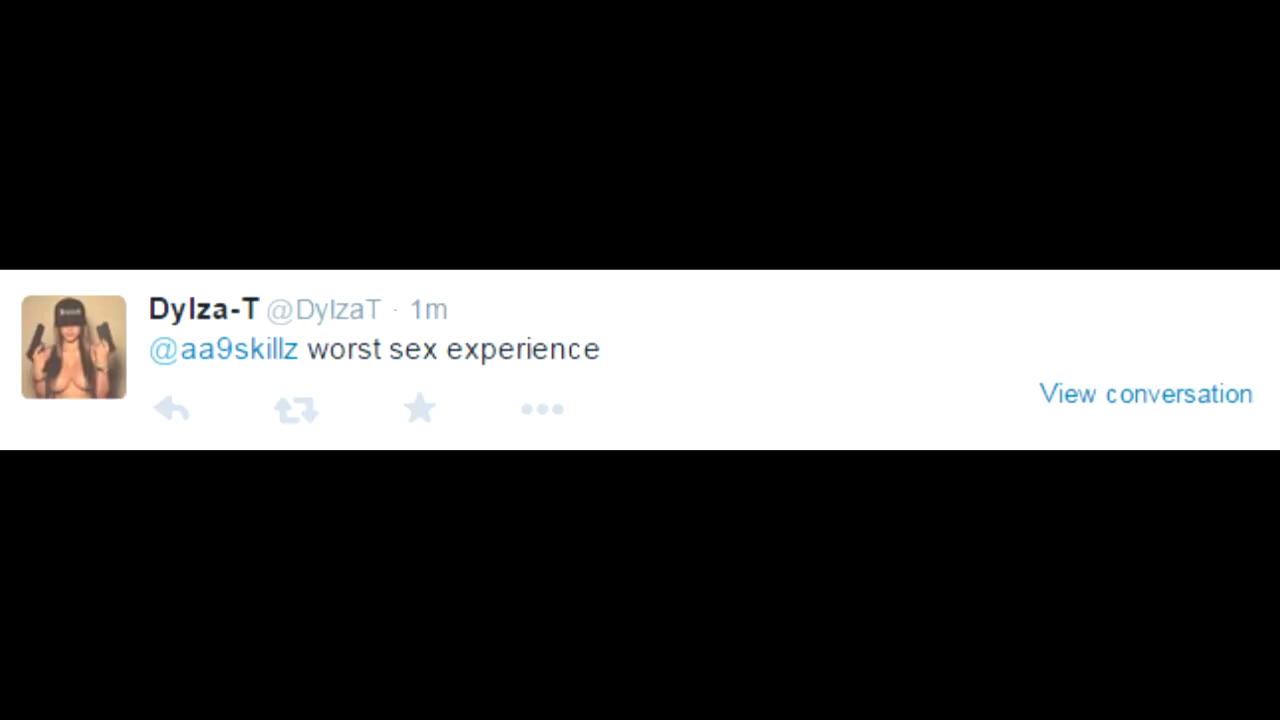 Dylza-T @DylzaT · 1m
@aa9skillz worst sex experience
View conversation